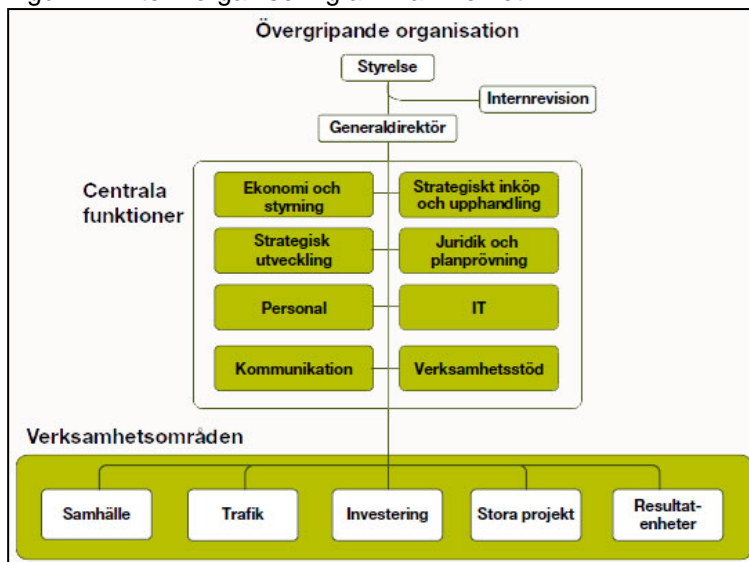 Övergripande organisation
Styrelse
Internrevision
Generaldirektör
Centrala
funktioner
Ekonomi och
styrning
Strategiskt inköp
och upphandling
Strategisk
utveckling
Juridik och
planprövning
Personal
IT
Kommunikation
Verksamhetsstöd
Verksamhetsområden
Samhälle
Trafik
Investering
Stora projekt
Resultat-
enheter